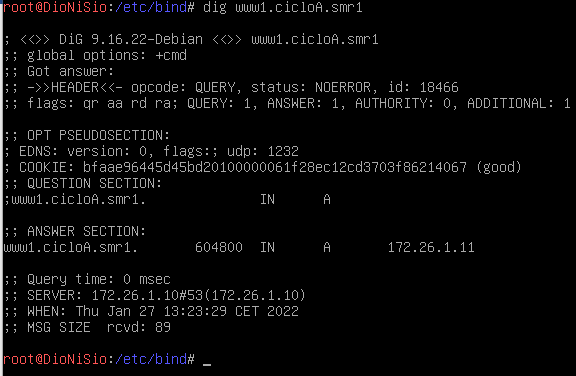 root@DioNiSio:/etc/bind# dig www1.cicloA.smr1

; <<>> DiG 9.16.22-Debian <<>> www1.cicloA.smr1
;; global options: +cmd
;; Got answer:
;; ->>HEADER<<- opcode: QUERY, status: NOERROR, id: 18466
;; flags: qr aa rd ra; QUERY: 1, ANSWER: 1, AUTHORITY: 0, ADDITIONAL: 1

;; OPT PSEUDOSECTION:
; EDNS: version: 0, flags:; udp: 1232
; COOKIE: bfaae96445d45bd20100000061f28ec12cd3703f86214067 (good)
;; QUESTION SECTION:
;www1.cicloA.smr1.              IN      A

;; ANSWER SECTION:
www1.cicloA.smr1.       604800  IN      A       172.26.1.11

;; Query time: 0 msec
;; SERVER: 172.26.1.10#53(172.26.1.10)
;; WHEN: Thu Jan 27 13:23:29 CET 2022
;; MSG SIZE  rcvd: 89

root@DioNiSio:/etc/bind# _